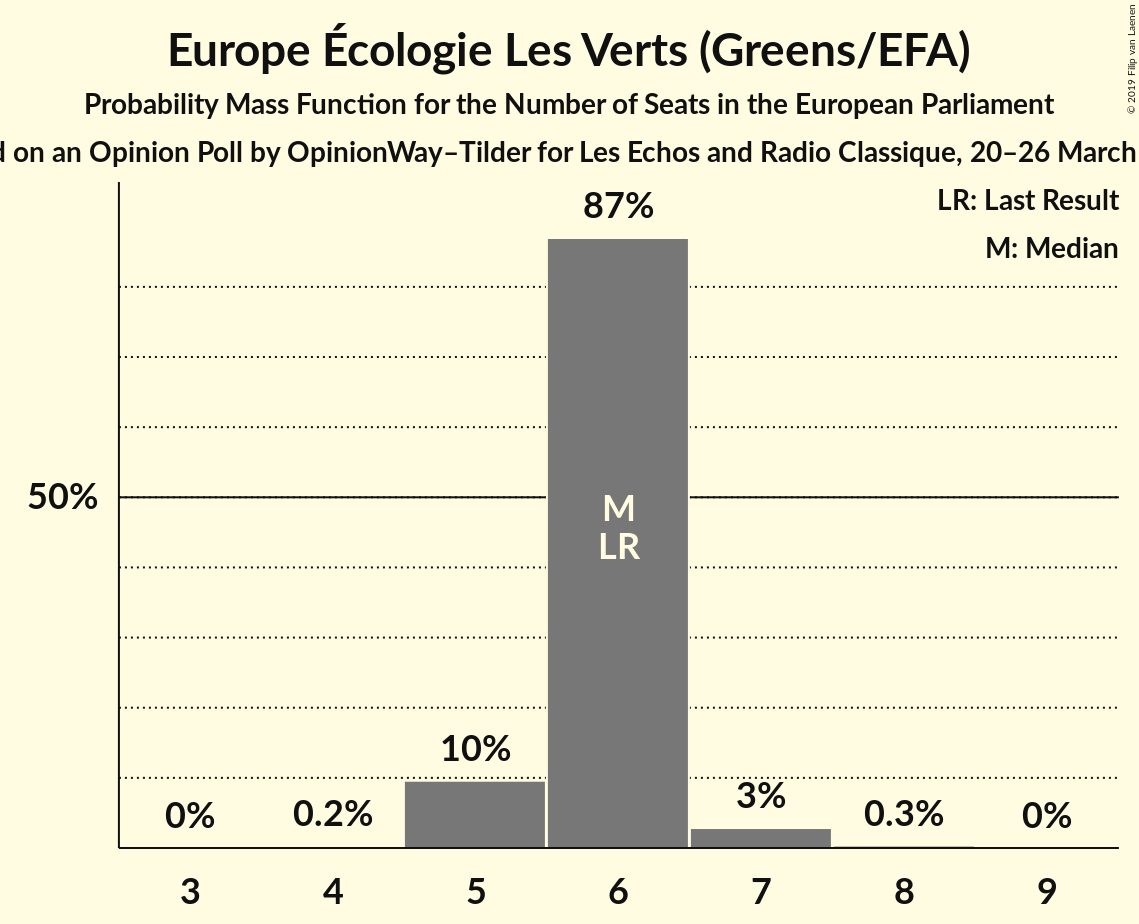 Europe Écologie Les Verts (Greens/EFA)
Probability Mass Function for the Number of Seats in the European Parliament
on an Opinion Poll by OpinionWay–Tilder for Les Echos and Radio Classique, 20–26 March
© 2019 Filip van Laenen
LR: Last Result
M: Median
87%
50%
M
LR
10%
3%
0%
0.2%
0.3%
0%
3 4 5 6 7 8 9